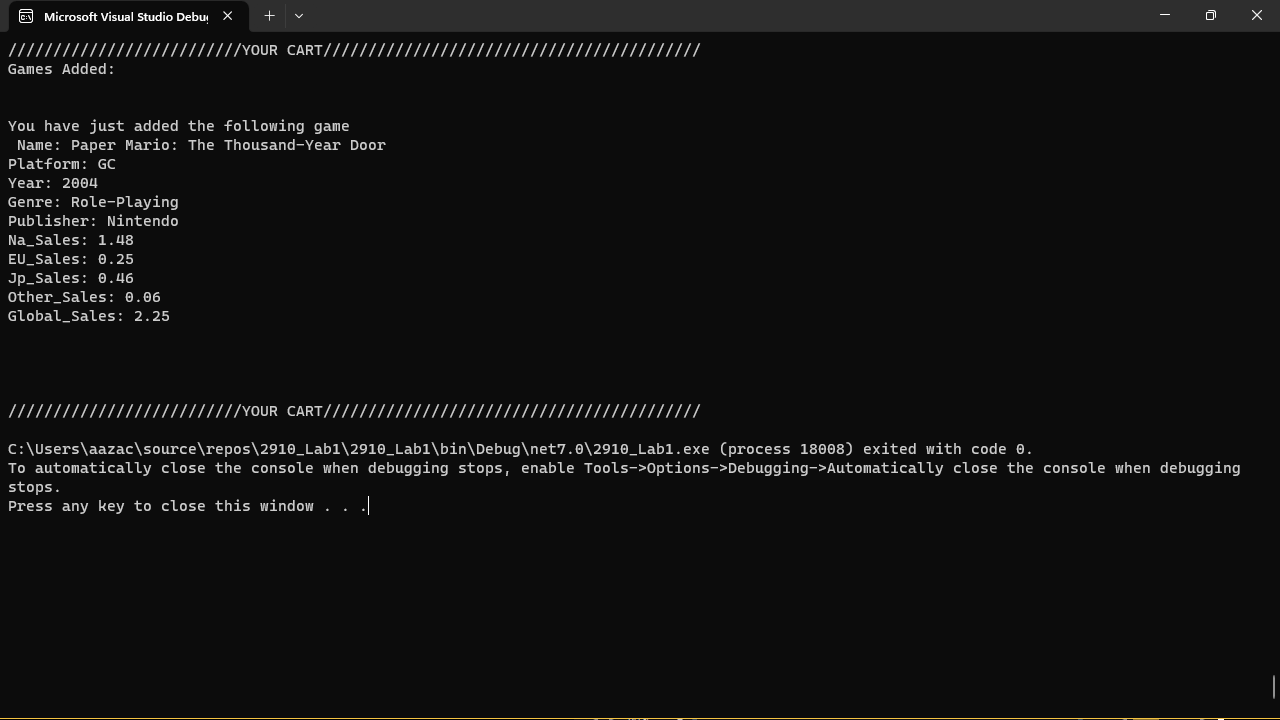 Microsoft Visual Studio Debug
//////////////////////////YOUR CART//////////////////////////////////////////
Games Added:
You have just added the following game
Name: Paper Mario: The Thousand-Year Door
Platform: GC
Year: 2004
Genre: Role-Playing
Publisher: Nintendo
Na_Sales: 1.48
EU_Sales: 0.25
Jp_Sales: 0.46
Other_Sales: 0.06
Global_Sales: 2.25
//////////////////////////YOUR CART//////////////////////////////////////////
C:\Users\aazac\source\repos\2910_Lab1\2910_Lab1\bin\Debug\net7.0\2910_Lab1.exe (process 18008) exited with code 0.
To automatically close the console when debugging stops, enable Tools->Options->Debugging->Automatically close the console when debugging
stops.
Press any key to close this window . . .